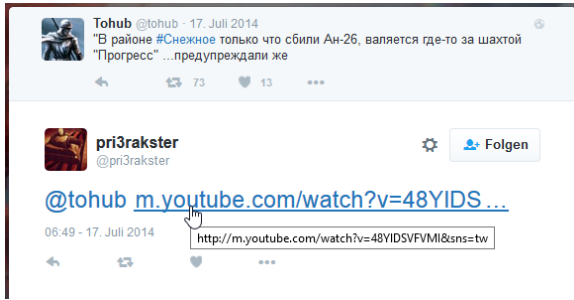 Tohub @tohub · 17. Juli 2014
"В районе #Снежное только что сбили Ан-26, валяется где-то за шахтой
"Прогресс" ...предупреждали же
73 13
pri3rakster
@pri3rakster
Folgen
@tohub m.youtube.com/watch?v=48YIDS ...
06:49 - 17. Juli 2014
http://m.youtube.com/watch?v=48YIDSVFVMI&sns=tw